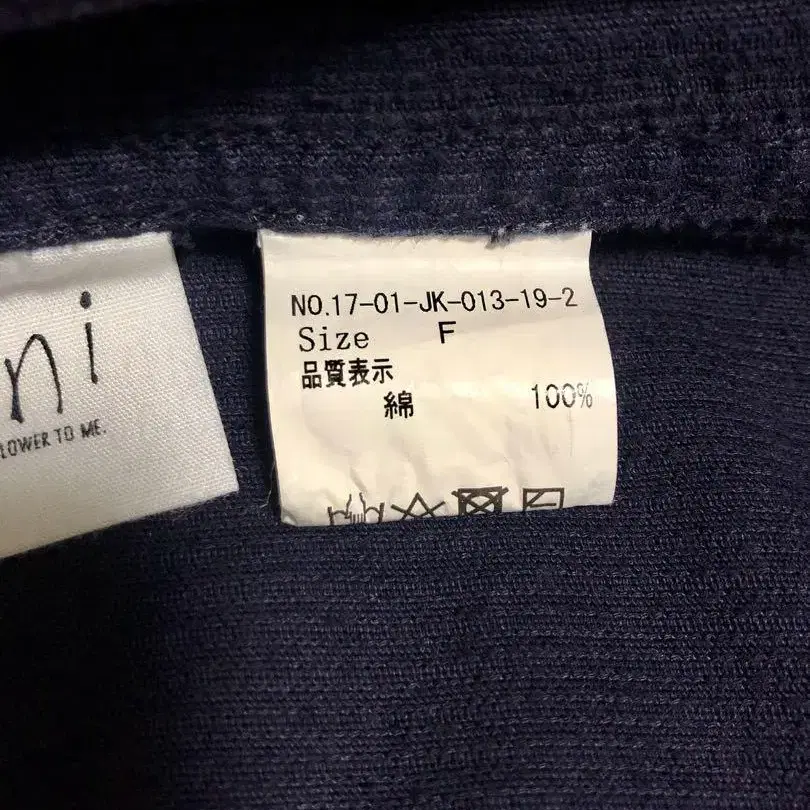 ni
LOWER TO ME.
NO.17-01-JK-013-19-2
Size F
品質表示
綿 100%